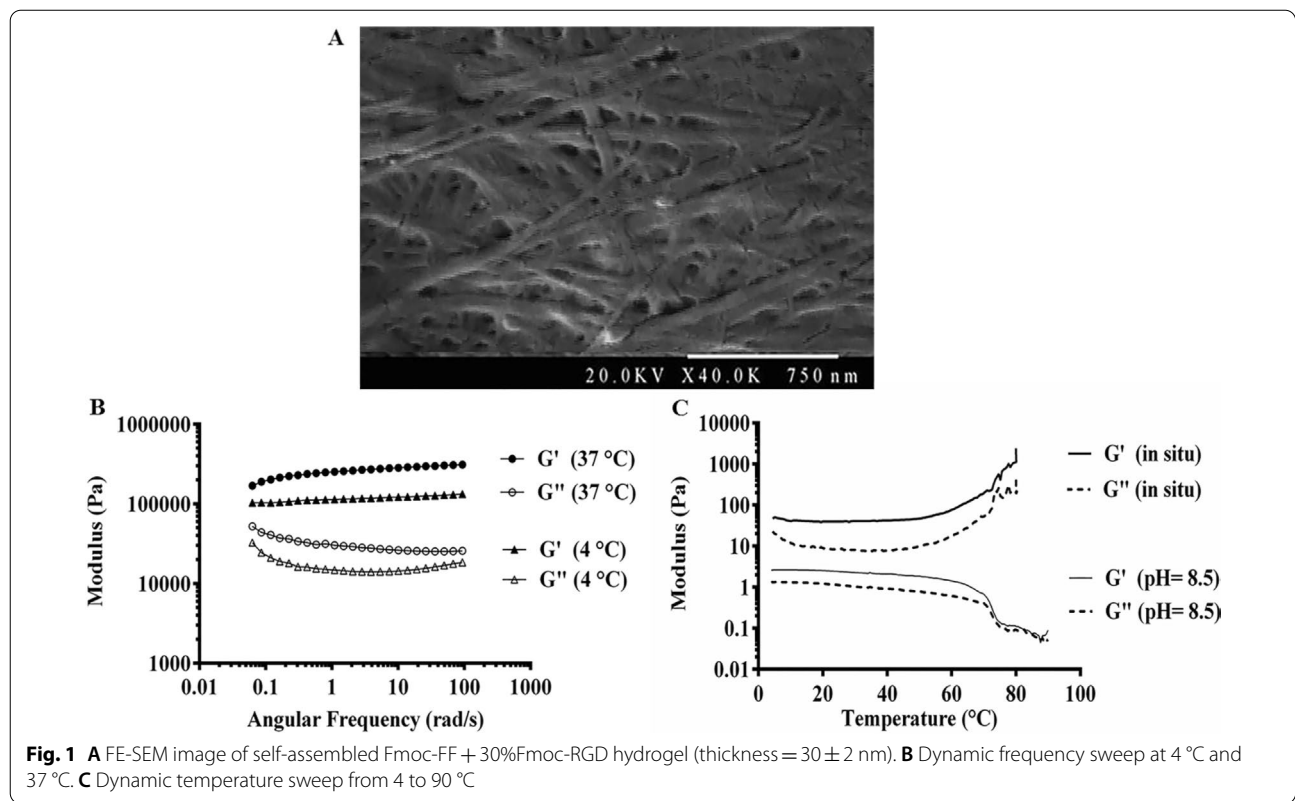 A
20.0KV X40.0K 750 nm
B
1000000
100000
10000
1000
0.01 0.1 1 10 100 1000
Modulus (Pa)
Angular Frequency (rad/s)
G' (37 °C)
G" (37 °C)
G' (4 °C)
G" (4 °C)
C
10000
1000
100
10
1
0.1
0.01
0 20 40 60 80 100
Modulus (Pa)
Temperature (°C)
G' (in situ)
G" (in situ)
G' (pH= 8.5)
G" (pH= 8.5)
Fig. 1 A FE-SEM image of self-assembled Fmoc-FF + 30%Fmoc-RGD hydrogel (thickness = 30 ± 2 nm). B Dynamic frequency sweep at 4 °C and
37 °C. C Dynamic temperature sweep from 4 to 90 °C